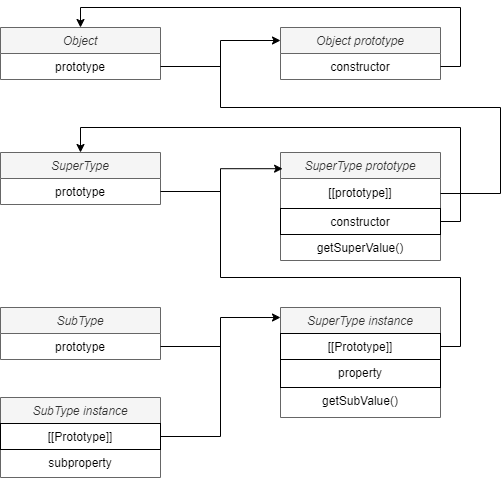 Object
prototype
Object prototype
constructor
SuperType
prototype
SuperType prototype
[[prototype]]
constructor
getSuperValue()
SubType
prototype
SuperType instance
[[Prototype]]
property
getSubValue()
SubType instance
[[Prototype]]
subproperty